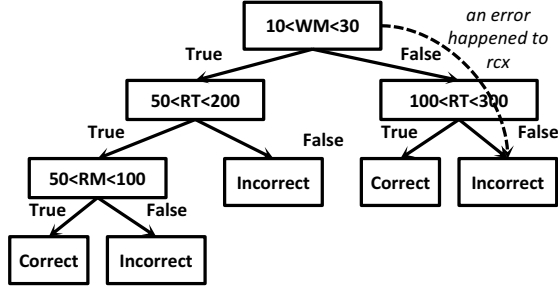 10<WM<30
an error
happened to
rcx
True
False
50<RT<200
100<RT<300
True
False
True
False
50<RM<100
Incorrect
Correct
Incorrect
True
False
Correct
Incorrect